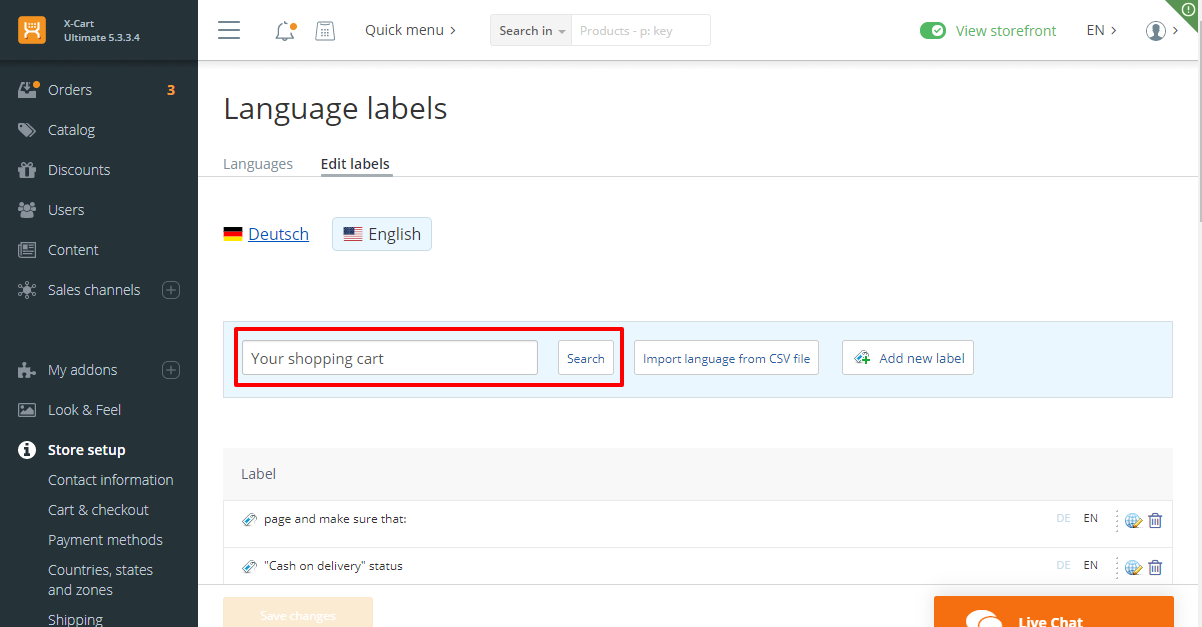 X-Cart
Ultimate 5.3.3.4
Quick menu
Search in
Products - p: key
View storefront
EN
Orders
3
Catalog
Discounts
Users
Content
Sales channels
My addons
Look & Feel
Store setup
Contact information
Cart & checkout
Payment methods
Countries, states
and zones
Shipping
Language labels
Languages
Edit labels
Deutsch
English
Your shopping cart
Search
Import language from CSV file
Add new label
Label
page and make sure that:
DE
EN
"Cash on delivery" status
DE
EN
Save changes
Live Chat